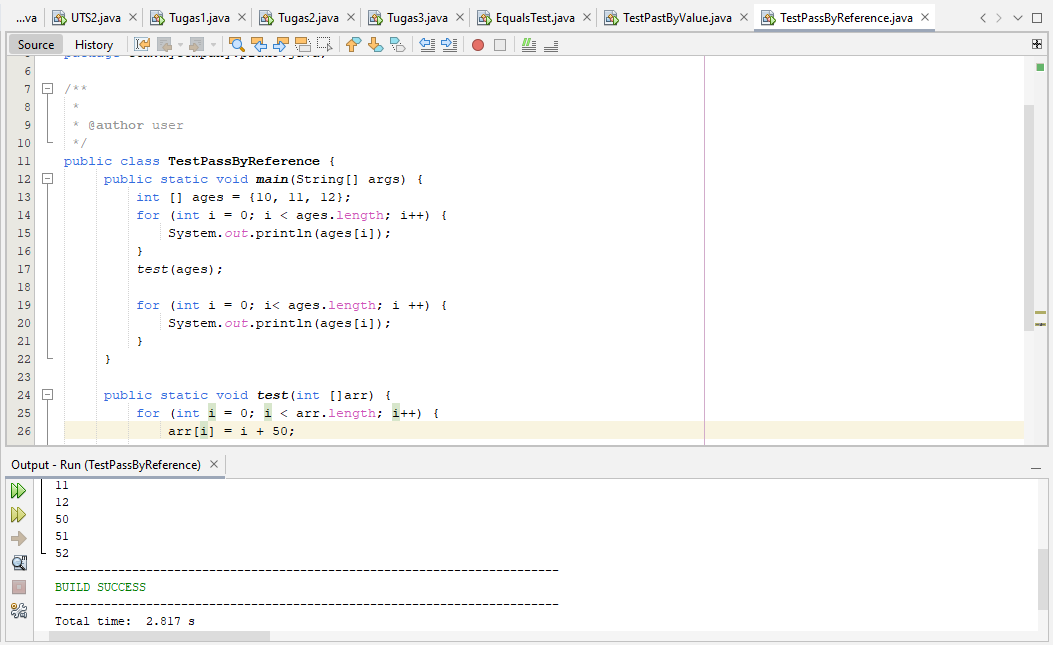 ...va UTS2.java Tugas1.java Tugas2.java Tugas3.java EqualsTest.java TestPastByValue.java TestPassByReference.java
Source History
6
7 /**
8 *
9 * @author user
10 */
11 public class TestPassByReference {
12 public static void main(String[] args) {
13 int [] ages = {10, 11, 12};
14 for (int i = 0; i < ages.length; i++) {
15 System.out.println(ages[i]);
16 }
17 test(ages);
18
19 for (int i = 0; i< ages.length; i ++) {
20 System.out.println(ages[i]);
21 }
22 }
23
24 public static void test(int []arr) {
25 for (int i = 0; i < arr.length; i++) {
26 arr[i] = i + 50;
Output - Run (TestPassByReference)
11
12
50
51
52
------------------------------------------------------------------------
BUILD SUCCESS
------------------------------------------------------------------------
Total time: 2.817 s